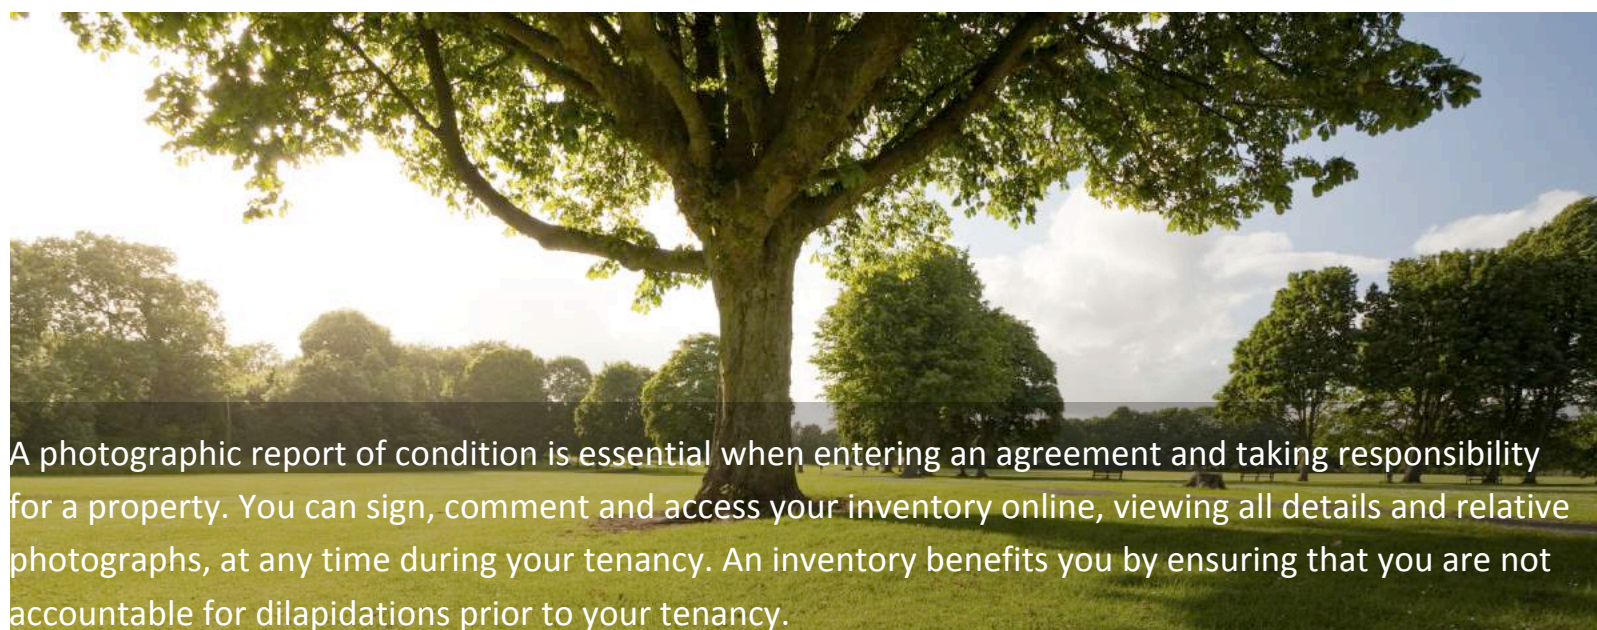 A photographic report of condition is essential when entering an agreement and taking responsibility
for a property. You can sign, comment and access your inventory online, viewing all details and relative
photographs, at any time during your tenancy. An inventory benefits you by ensuring that you are not
accountable for dilapidations prior to your tenancy.